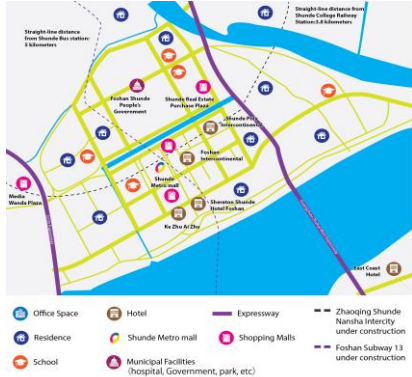 Straight-line distance
from Shunde Bus station:
5 kilometers
Straight-line distance from
Shunde College Railway
Station:3.8 kilometers
Foshan Shunde
People's
Government
Shunde Real Estate
Purchase Plaza
Shunde
Intercontinental
Foshan
Intercontinental
Shunde
Metro mall
Media
Wanda Plaza
Sheraton Shunde
Hotel Foshan
Ke Zhu At Zhu
East Coast
Hotel
Office Space
Hotel
Expressway
Zhaoqing Shunde
Nansha Intercity
under construction
Residence
Shunde Metro mall
Shopping Malls
School
Municipal Facilities
(hospital, Government, park, etc)
Foshan Subway 13
under construction